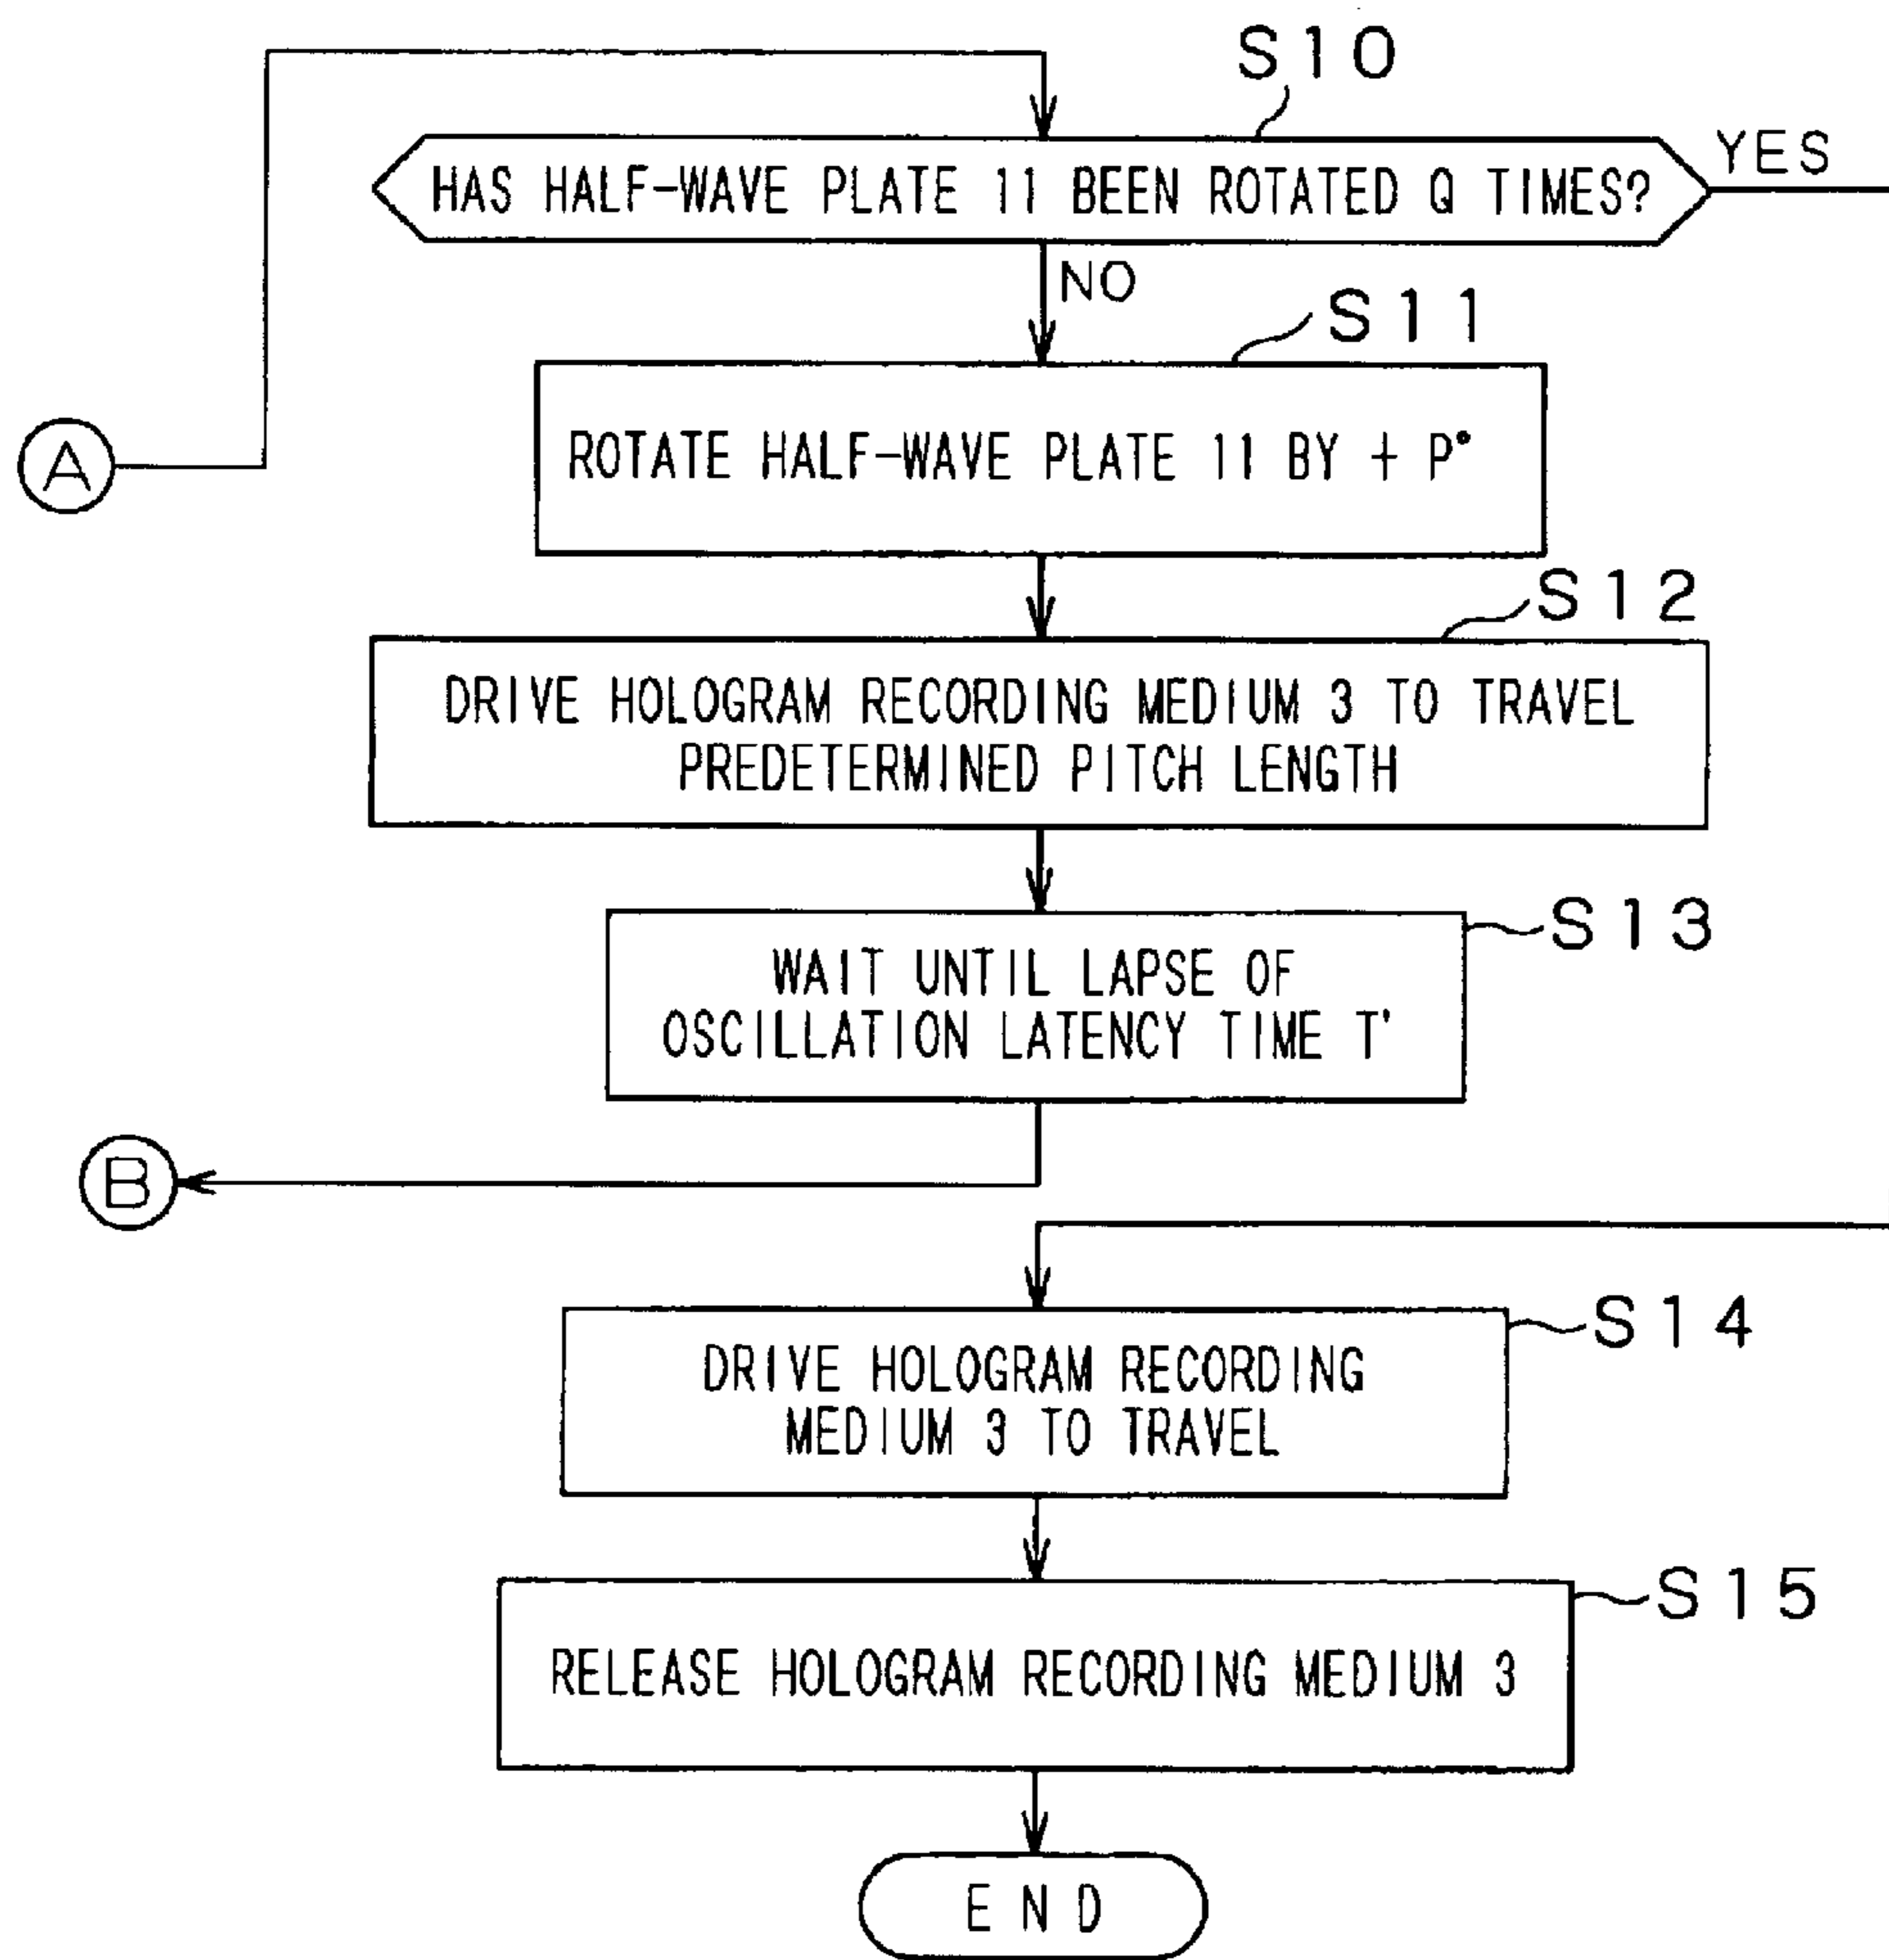 S10
HAS HALF-WAVE PLATE 11 BEEN ROTATED Q TIMES?
YES
NO
S11
A
ROTATE HALF-WAVE PLATE 11 BY + P°
S12
DRIVE HOLOGRAM RECORDING MEDIUM 3 TO TRAVEL
PREDETERMINED PITCH LENGTH
S13
WAIT UNTIL LAPSE OF
OSCILLATION LATENCY TIME T'
B
S14
DRIVE HOLOGRAM RECORDING
MEDIUM 3 TO TRAVEL
S15
RELEASE HOLOGRAM RECORDING MEDIUM 3
END